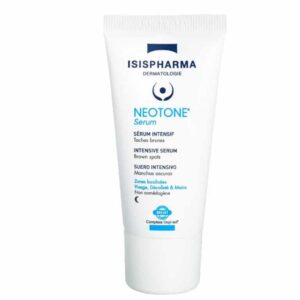 ISISPHARMA
DERMATOLOGIE
NEOTONE®
Serum
SÉRUM INTENSIF
Taches brunes
INTENSIVE SERUM
Brown spots
SUERO INTENSIVO
Manchas oscuras
Zones localisées
Visage, Décolleté & Mains
Non comédogène